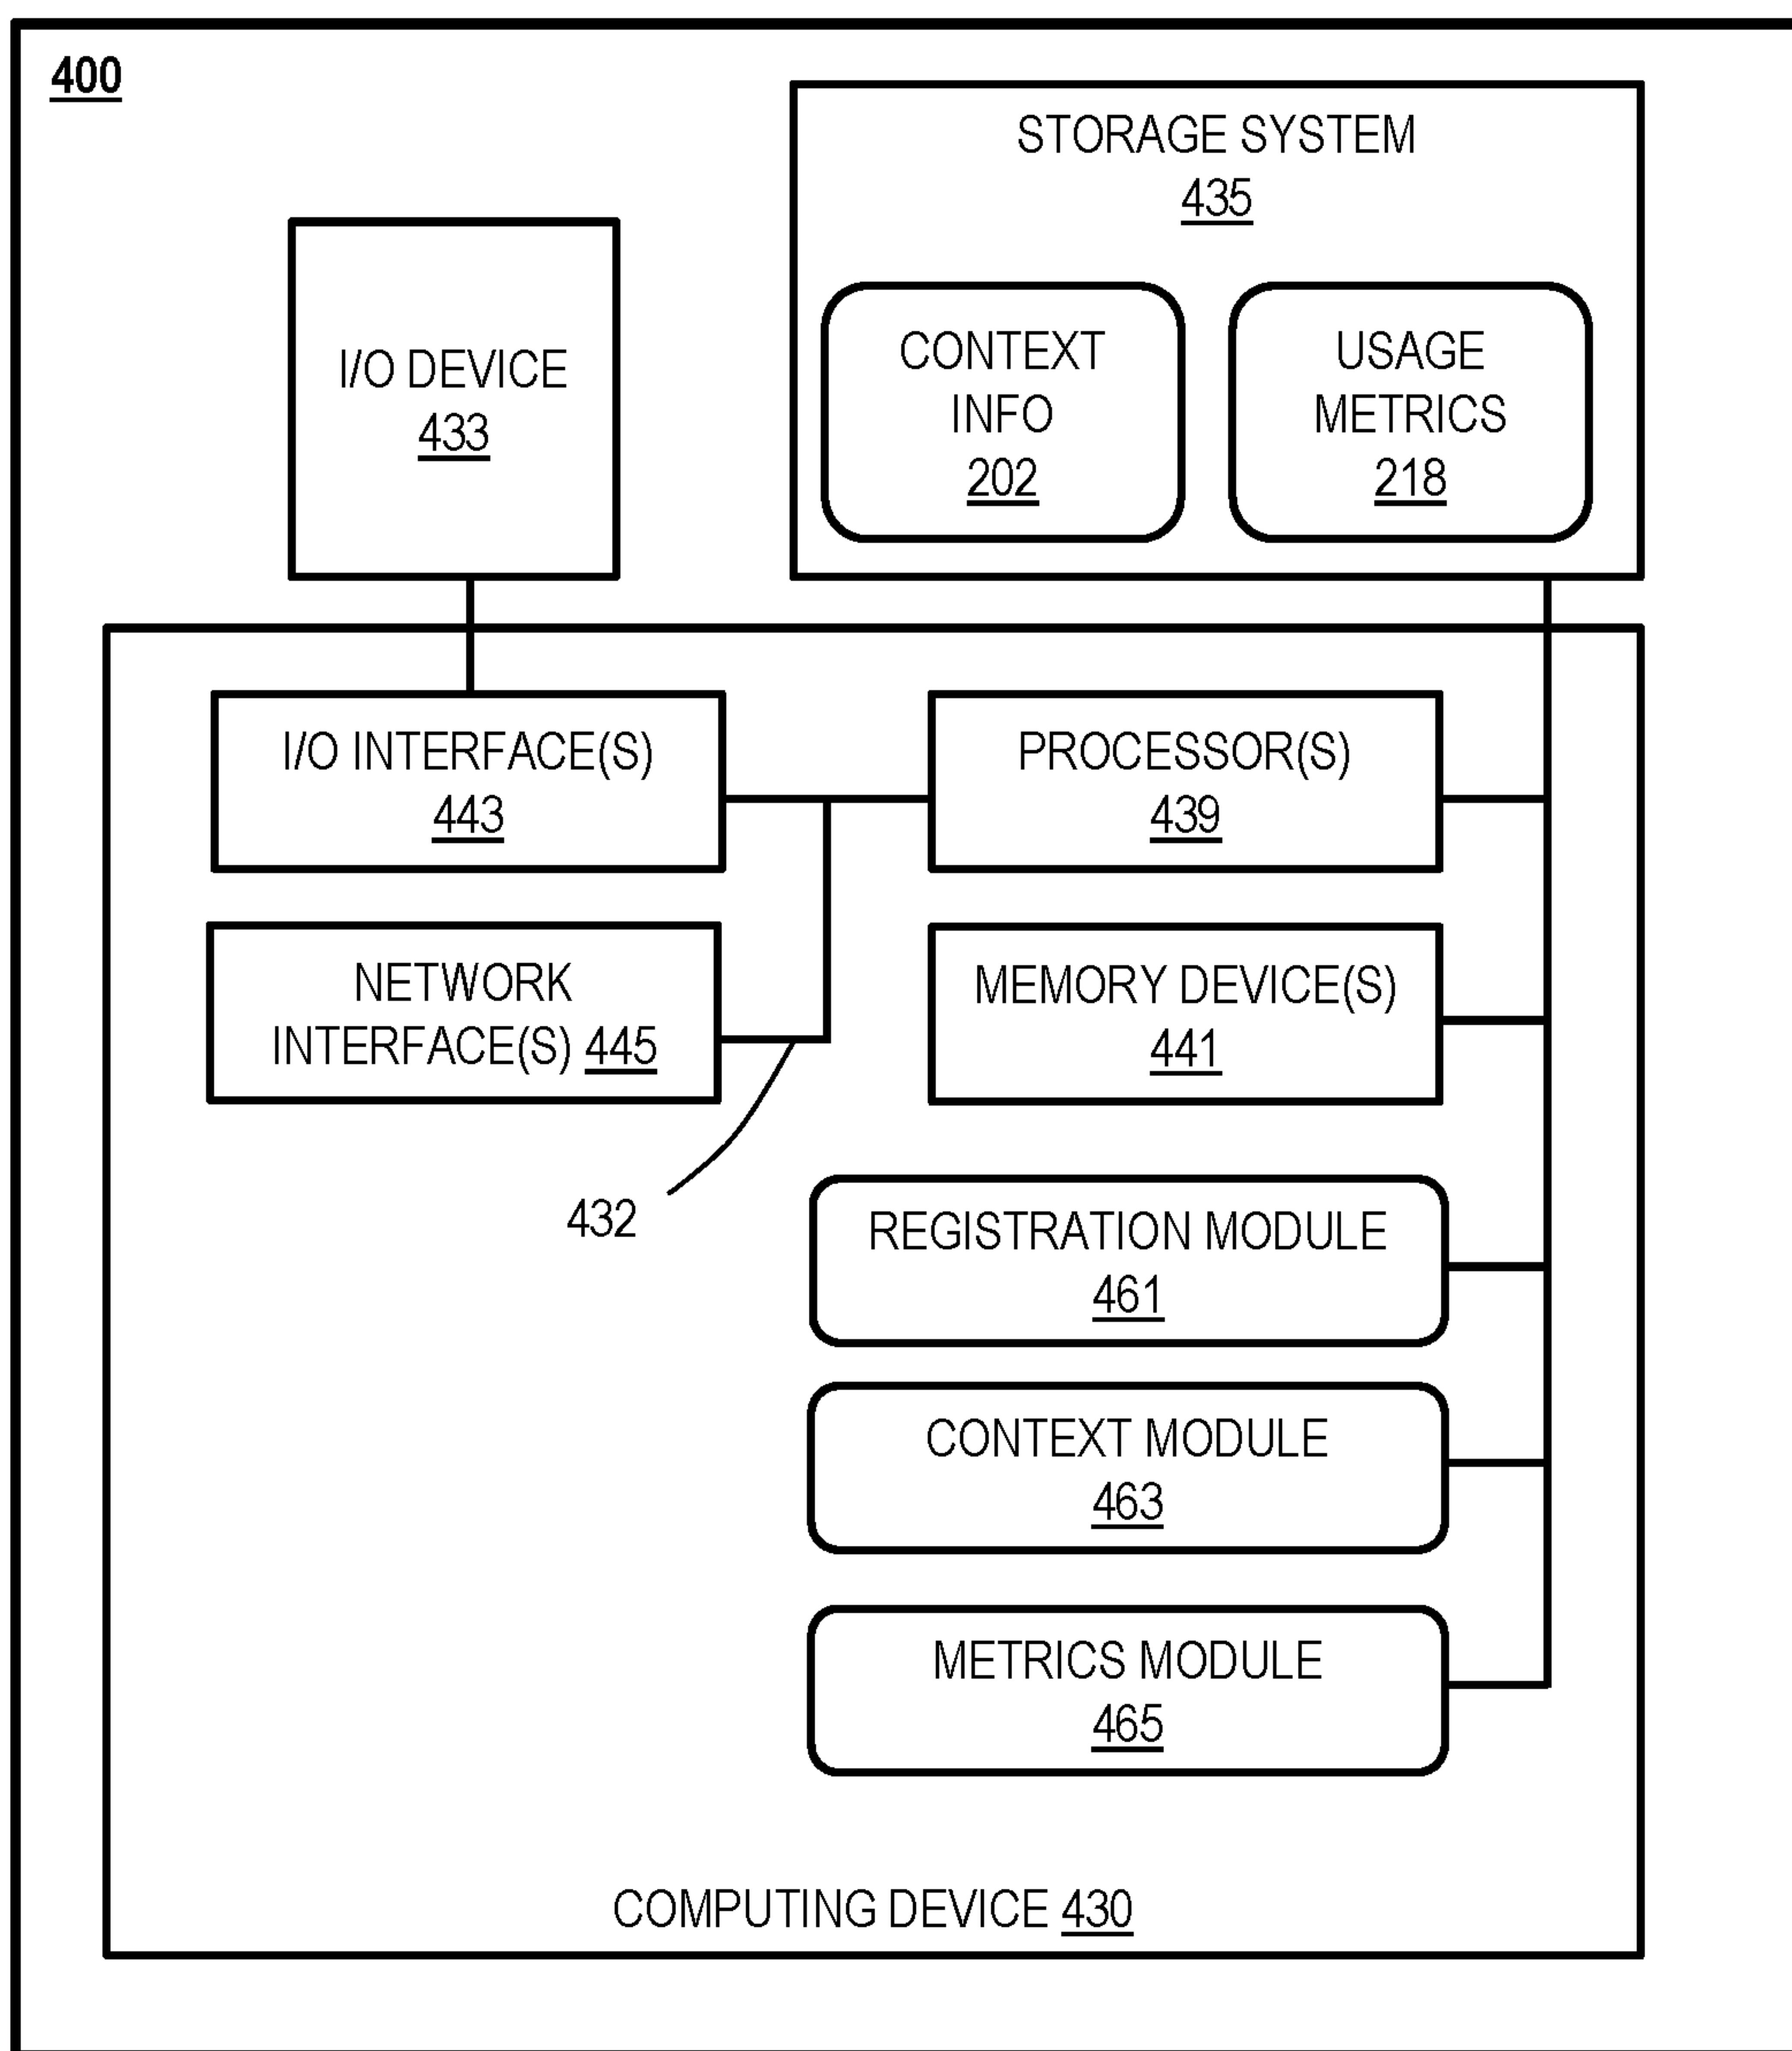 400
STORAGE SYSTEM
435
I/O DEVICE
433
CONTEXT
INFO
202
USAGE
METRICS
218
I/O INTERFACE(S)
443
PROCESSOR(S)
439
NETWORK
INTERFACE(S) 445
MEMORY DEVICE(S)
441
432
REGISTRATION MODULE
461
CONTEXT MODULE
463
METRICS MODULE
465
COMPUTING DEVICE 430